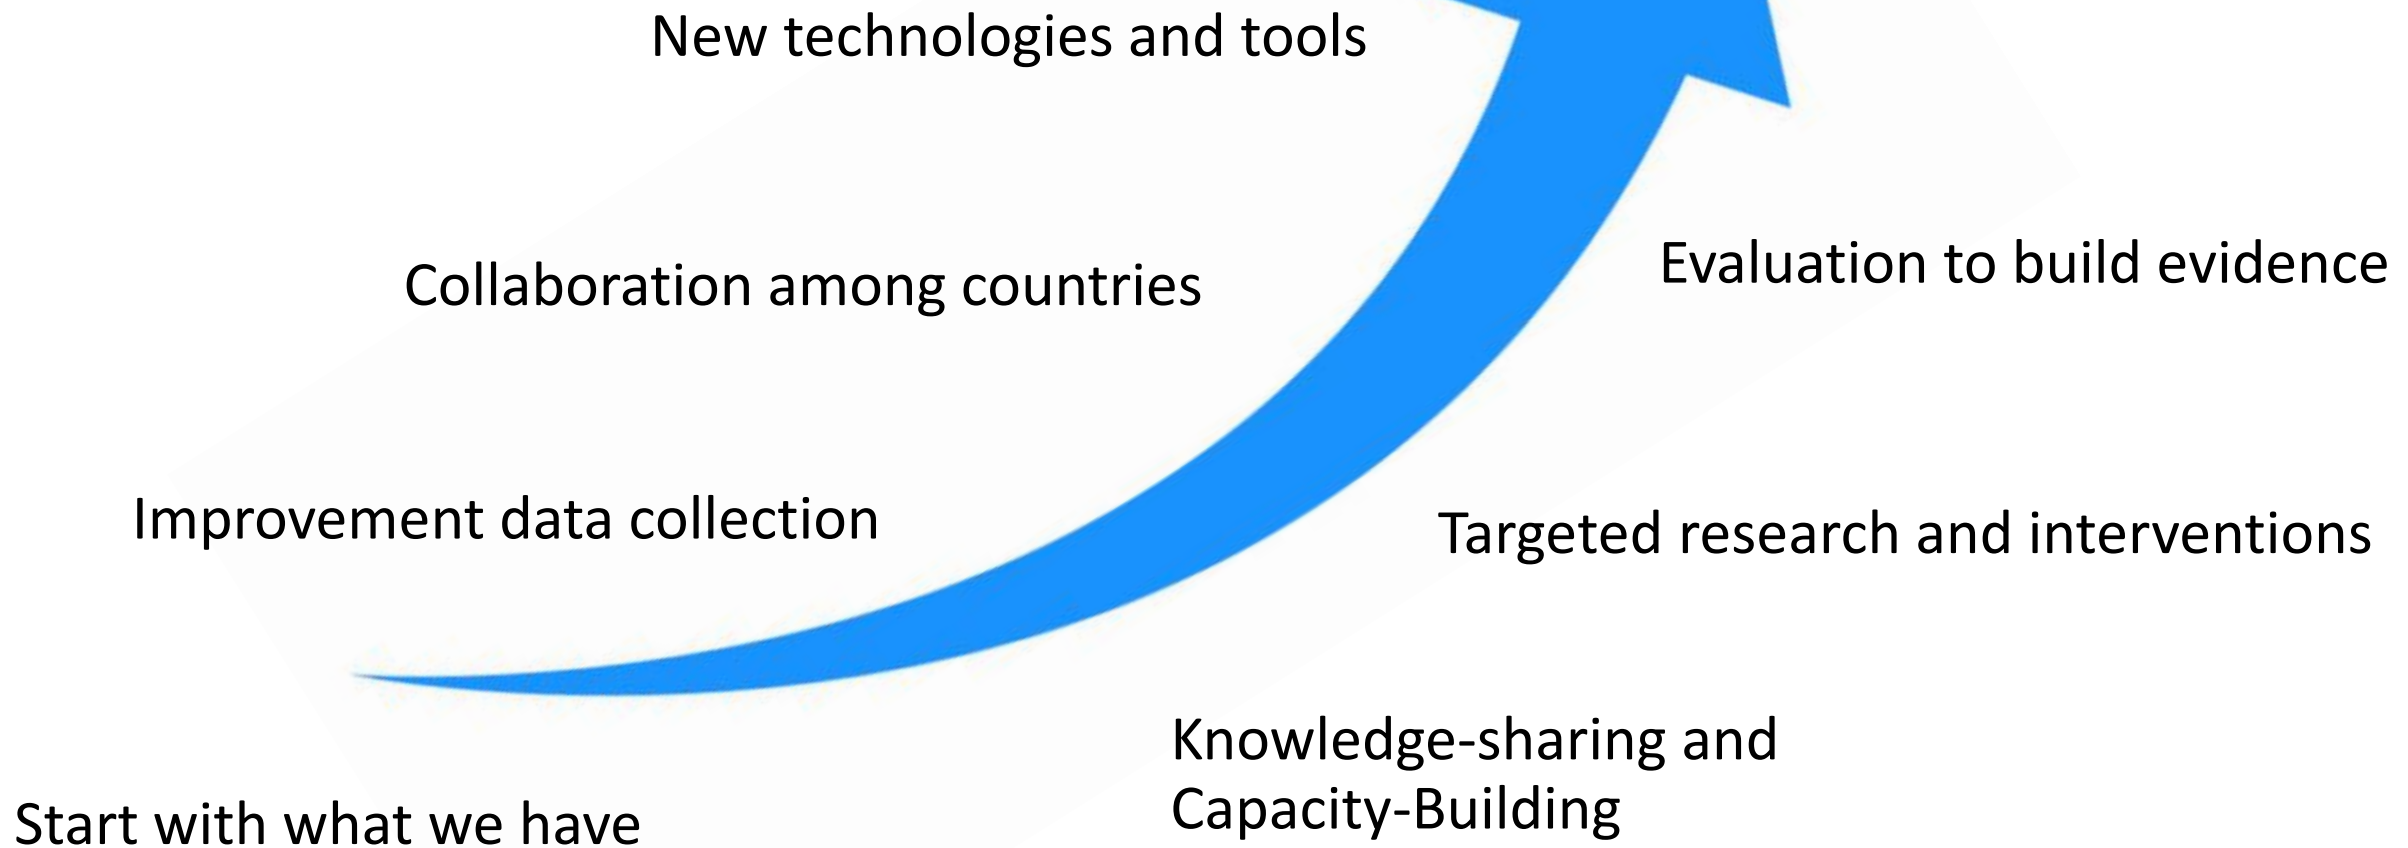 New technologies and tools
Collaboration among countries
Evaluation to build evidence
Improvement data collection
Targeted research and interventions
Knowledge-sharing and
Capacity-Building
Start with what we have